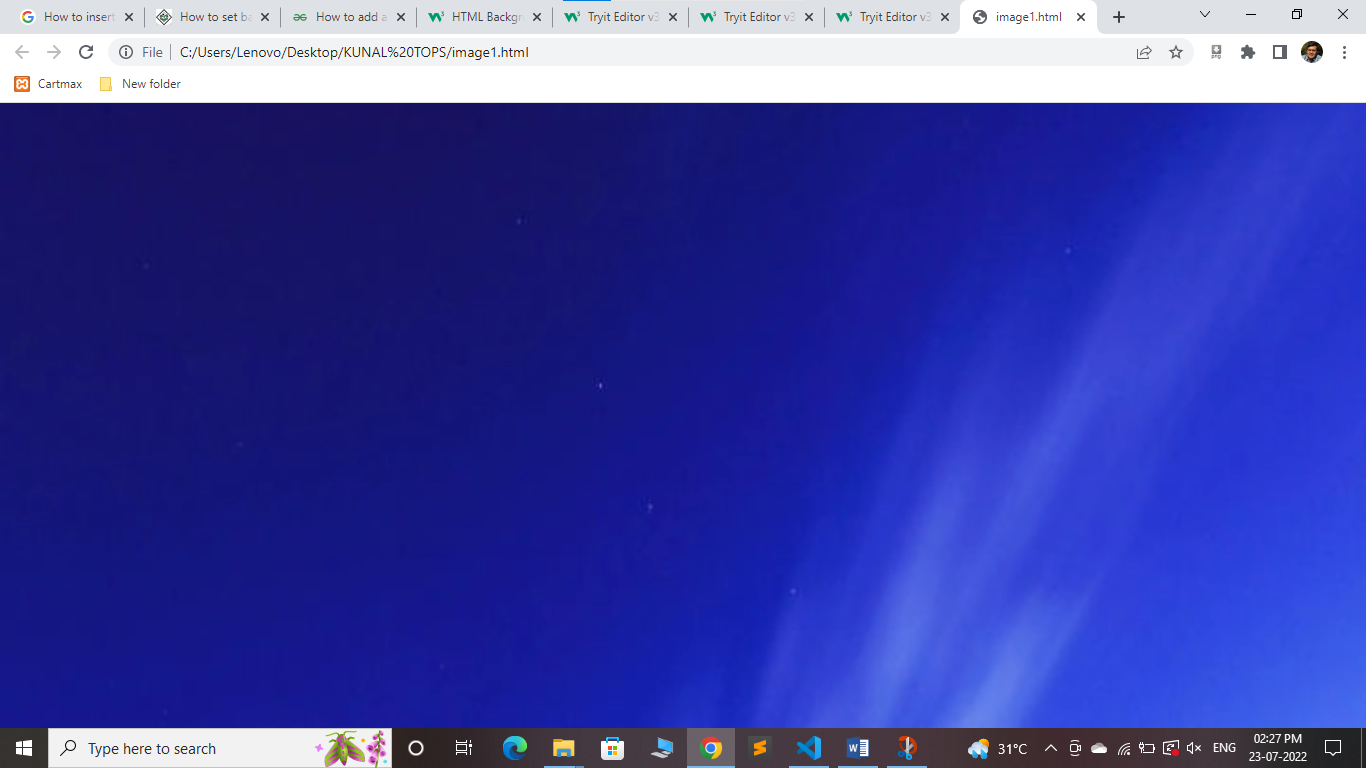 How to insert
How to set ba
How to add a
HTML Backgr
Tryit Editor v3
Tryit Editor v3
Tryit Editor v3
image1.html
File
C:/Users/Lenovo/Desktop/KUNAL%20TOPS/image1.html
Cartmax
New folder
Type here to search
31°C
ENG
02:27 PM
23-07-2022